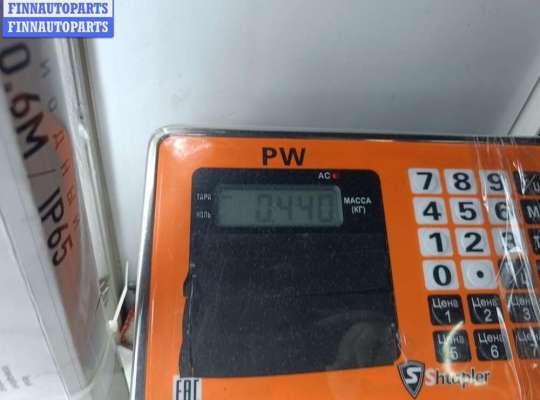 FINNAUTOPARTS
FINNAUTOPARTS
0.6М / IP65
PW
AC
ТАРА
НОЛЬ
0.440
МАССА
(КГ)
7 8 9
4 5 6
1 2 3
0 .
Цена 1
Цена 2
Цена 3
5 6 7
Shtapler
EAC